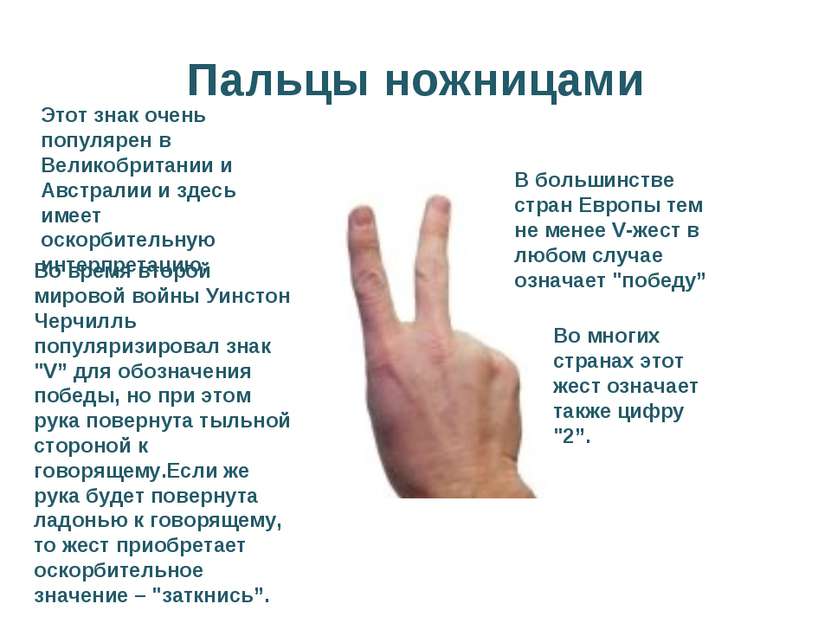 Пальцы ножницами
Этот знак очень
популярен в
Великобритании и
Австралии и здесь
имеет
оскорбительную
интерпретацию.
Во время второй
мировой войны Уинстон
Черчилль
популяризировал знак
"V” для обозначения
победы, но при этом
рука повернута тыльной
стороной к
говорящему.Если же
рука будет повернута
ладонью к говорящему,
то жест приобретает
оскорбительное
значение – "заткнись”.
В большинстве
стран Европы тем
не менее V-жест в
любом случае
означает "победу”
Во многих
странах этот
жест означает
также цифру
"2”.